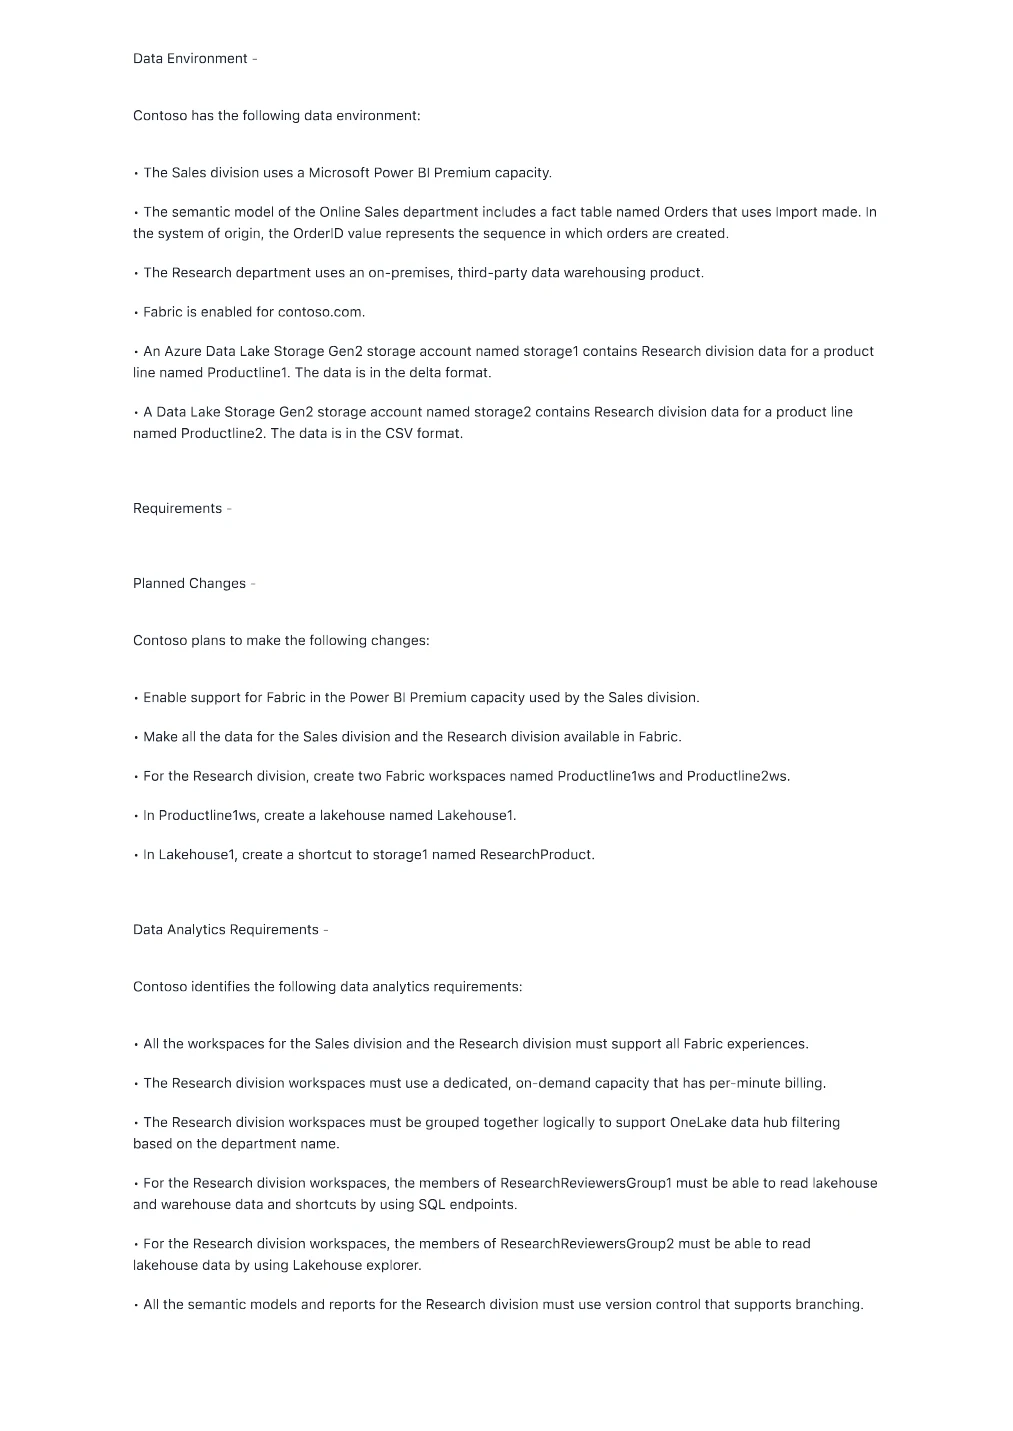 Data Environment -
Contoso has the following data environment:
• The Sales division uses a Microsoft Power BI Premium capacity.
• The semantic model of the Online Sales department includes a fact table named Orders that uses Import made. In
the system of origin, the OrderID value represents the sequence in which orders are created.
• The Research department uses an on-premises, third-party data warehousing product.
• Fabric is enabled for contoso.com.
• An Azure Data Lake Storage Gen2 storage account named storage1 contains Research division data for a product
line named Productline1. The data is in the delta format.
• A Data Lake Storage Gen2 storage account named storage2 contains Research division data for a product line
named Productline2. The data is in the CSV format.
Requirements -
Planned Changes -
Contoso plans to make the following changes:
• Enable support for Fabric in the Power BI Premium capacity used by the Sales division.
• Make all the data for the Sales division and the Research division available in Fabric.
• For the Research division, create two Fabric workspaces named Productline1ws and Productline2ws.
• In Productline1ws, create a lakehouse named Lakehouse1.
• In Lakehouse1, create a shortcut to storage1 named ResearchProduct.
Data Analytics Requirements -
Contoso identifies the following data analytics requirements:
• All the workspaces for the Sales division and the Research division must support all Fabric experiences.
• The Research division workspaces must use a dedicated, on-demand capacity that has per-minute billing.
• The Research division workspaces must be grouped together logically to support OneLake data hub filtering
based on the department name.
• For the Research division workspaces, the members of ResearchReviewersGroup1 must be able to read lakehouse
and warehouse data and shortcuts by using SQL endpoints.
• For the Research division workspaces, the members of ResearchReviewersGroup2 must be able to read
lakehouse data by using Lakehouse explorer.
• All the semantic models and reports for the Research division must use version control that supports branching.